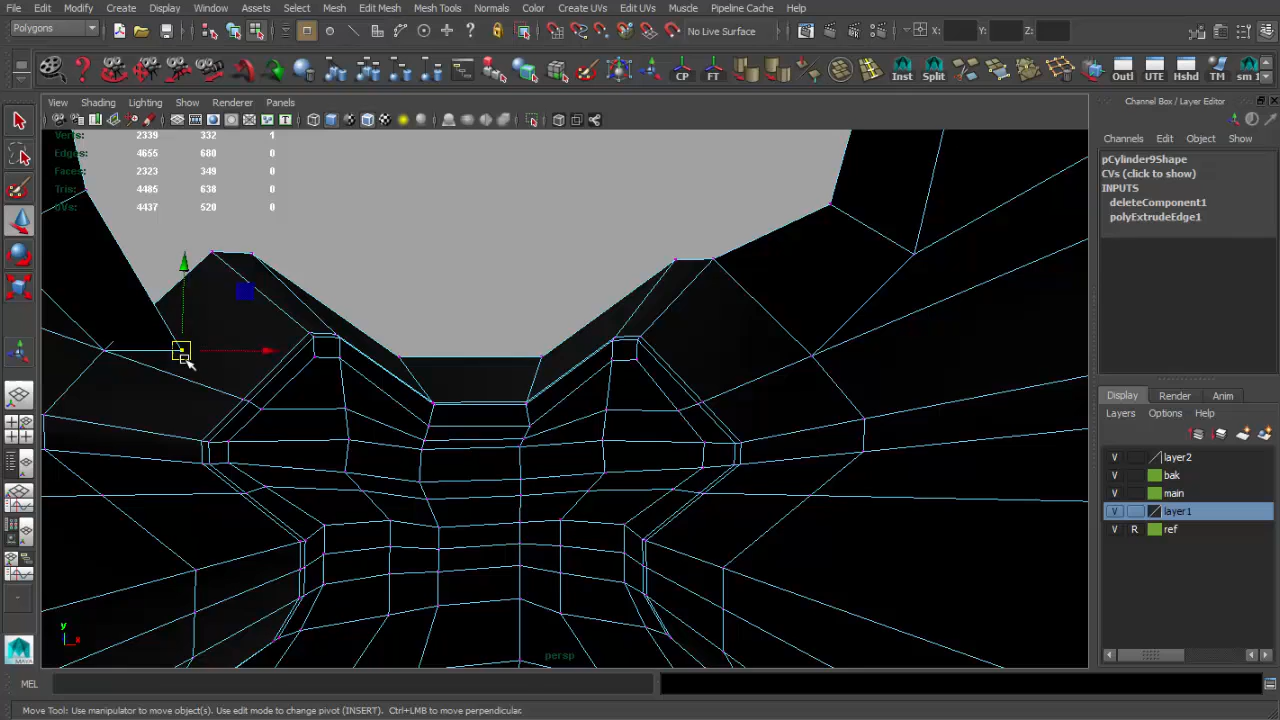 File Edit Modify Create Display Window Assets Select Mesh Edit Mesh Mesh Tools Normals Color Create UVs Edit UVs Muscle Pipeline Cache Help
Polygons No Live Surface X: Y: Z:
CP FT Inst Split Outl UTE Hshd TM sm 1
View Shading Lighting Show Renderer Panels
Channel Box / Layer Editor
Channels Edit Object Show
Verts: 2339 332 1
Edges: 4655 680 0
Faces: 2323 349 0
Tris: 4485 638 0
UVs: 4437 520 0
pCylinder9Shape
CVs (click to show)
INPUTS
deleteComponent1
polyExtrudeEdge1
Display Render Anim
Layers Options Help
V layer2
V bak
V main
V layer1
V R ref
y
x
persp
MEL
Move Tool: Use manipulator to move object(s). Use edit mode to change pivot (INSERT). Ctrl+LMB to move perpendicular.